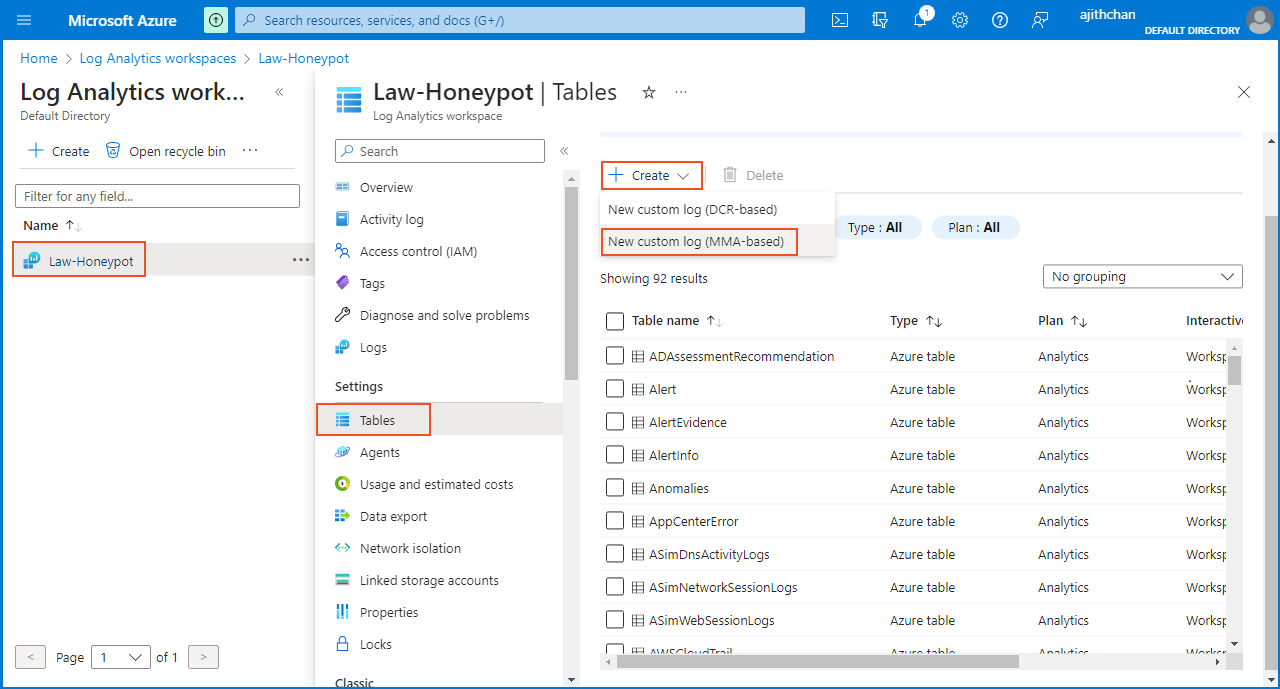 Microsoft Azure
Search resources, services, and docs (G+/)
1
ajithchan
DEFAULT DIRECTORY
Home > Log Analytics workspaces > Law-Honeypot
Log Analytics work...
Default Directory
Create
Open recycle bin
Filter for any field...
Name
Law-Honeypot
< Page 1 of 1 >
Law-Honeypot | Tables
Log Analytics workspace
Search
Overview
Activity log
Access control (IAM)
Tags
Diagnose and solve problems
Logs
Settings
Tables
Agents
Usage and estimated costs
Data export
Network isolation
Linked storage accounts
Properties
Locks
Classic
Create
Delete
New custom log (DCR-based)
New custom log (MMA-based)
Type : All
Plan : All
Showing 92 results
No grouping
Table name Type Plan Interactive
ADAssessmentRecommendation Azure table Analytics Worksp
Alert Azure table Analytics Worksp
AlertEvidence Azure table Analytics Worksp
AlertInfo Azure table Analytics Worksp
Anomalies Azure table Analytics Worksp
AppCenterError Azure table Analytics Worksp
ASimDnsActivityLogs Azure table Analytics Worksp
ASimNetworkSessionLogs Azure table Analytics Worksp
ASimWebSessionLogs Azure table Analytics Worksp
AWSCloudTrail Azure table Analytics Worksp